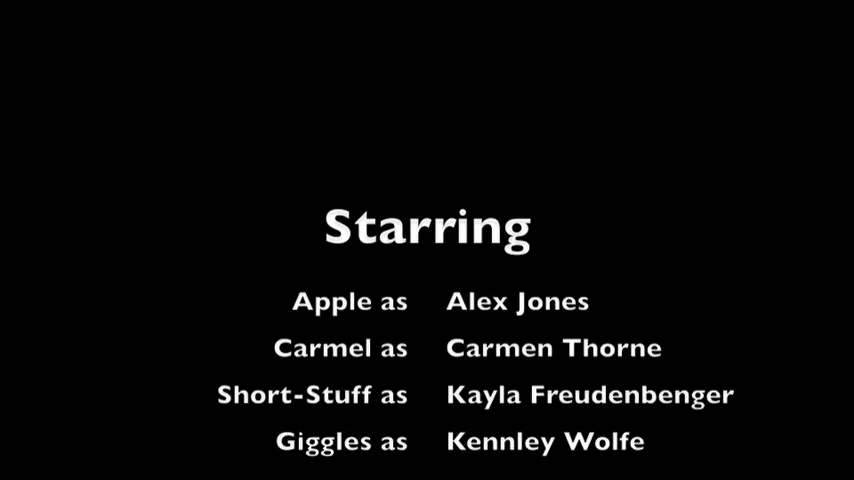 Starring
Apple as Alex Jones
Carmel as Carmen Thorne
Short-Stuff as Kayla Freudenbenger
Giggles as Kennley Wolfe